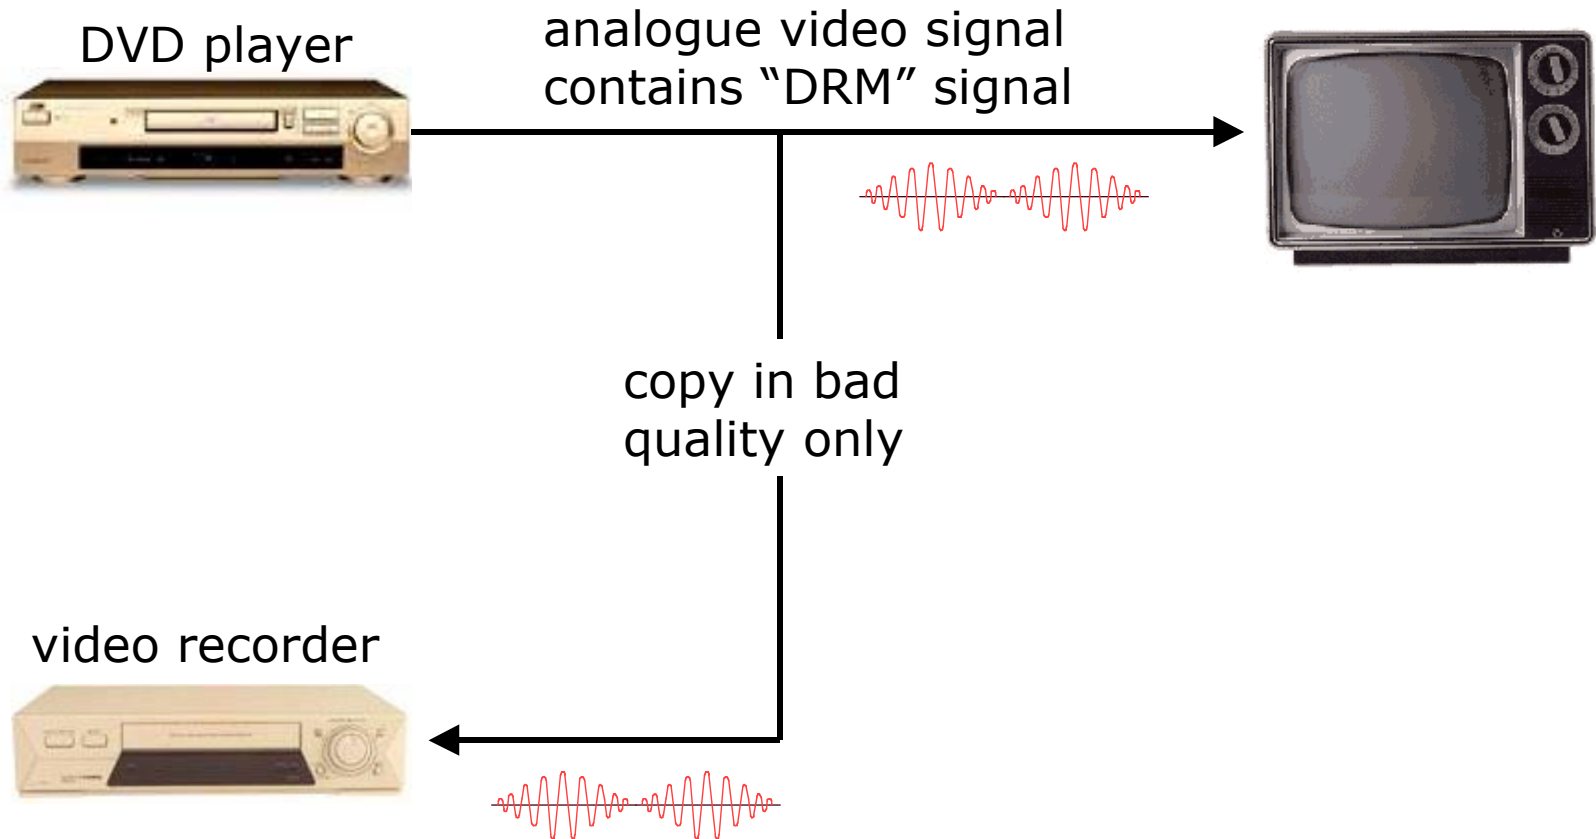 DVD player
analogue video signal
contains “DRM” signal
copy in bad
quality only
video recorder